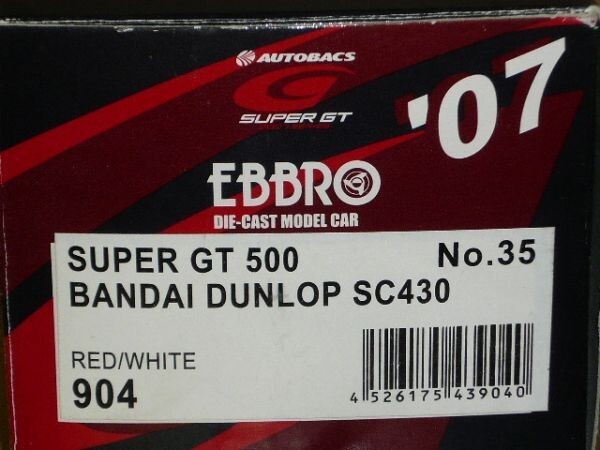 AUTOBACS
SUPER GT
'07
EBBRO
DIE-CAST MODEL CAR
SUPER GT 500 No.35
BANDAI DUNLOP SC430
RED/WHITE
904
4 526175 439040